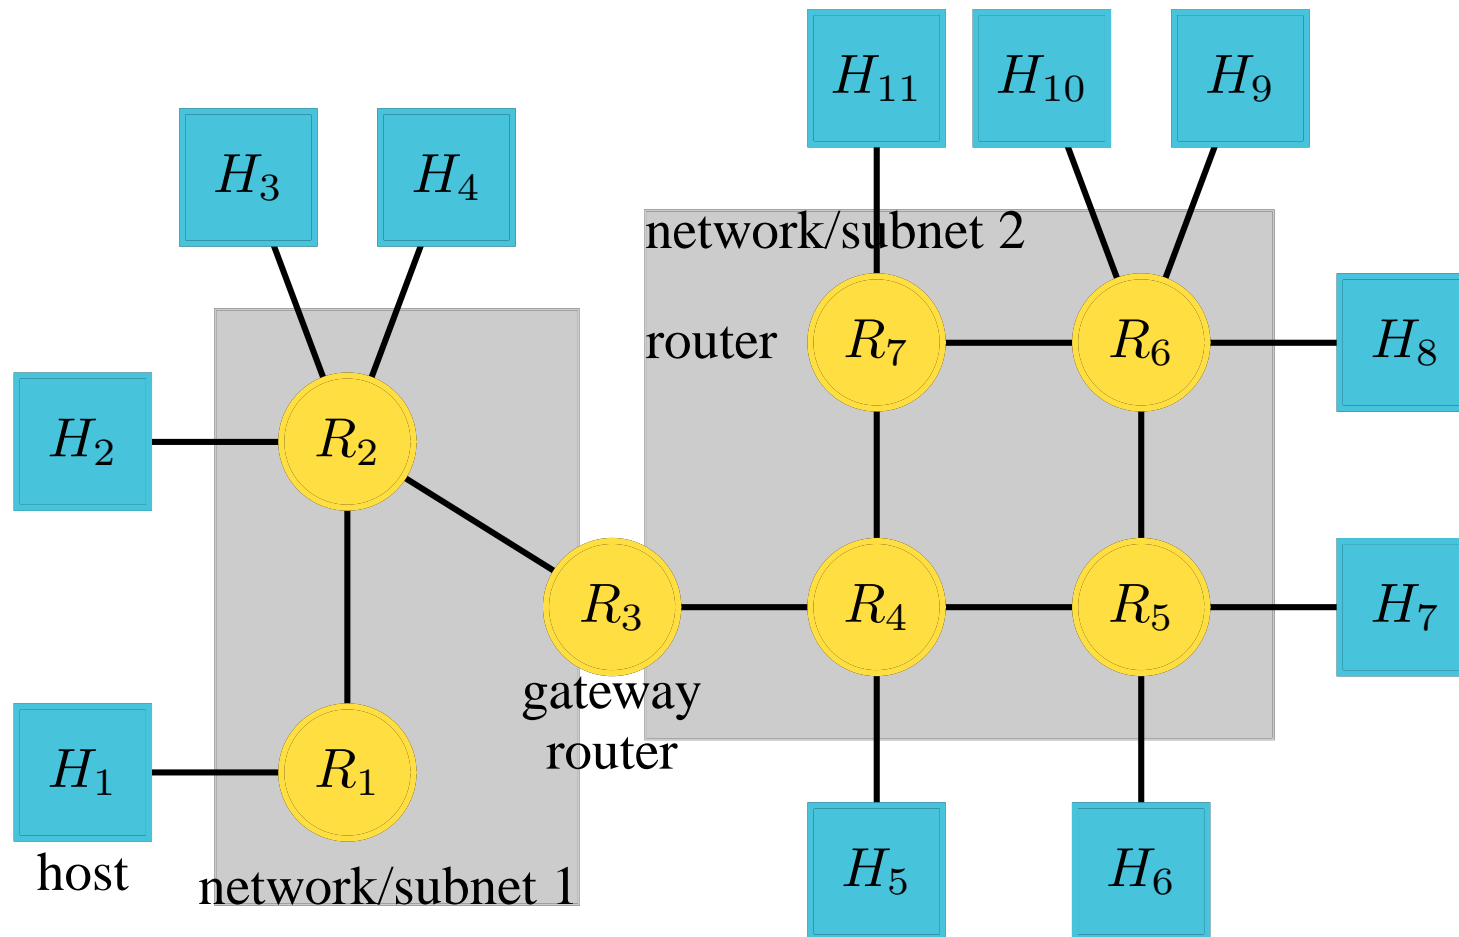 H₁₁
H₁₀
H₉
H₃
H₄
network/subnet 2
router
R₇
R₆
H₈
H₂
R₂
R₃
R₄
R₅
H₇
gateway
router
H₁
R₁
host
network/subnet 1
H₅
H₆